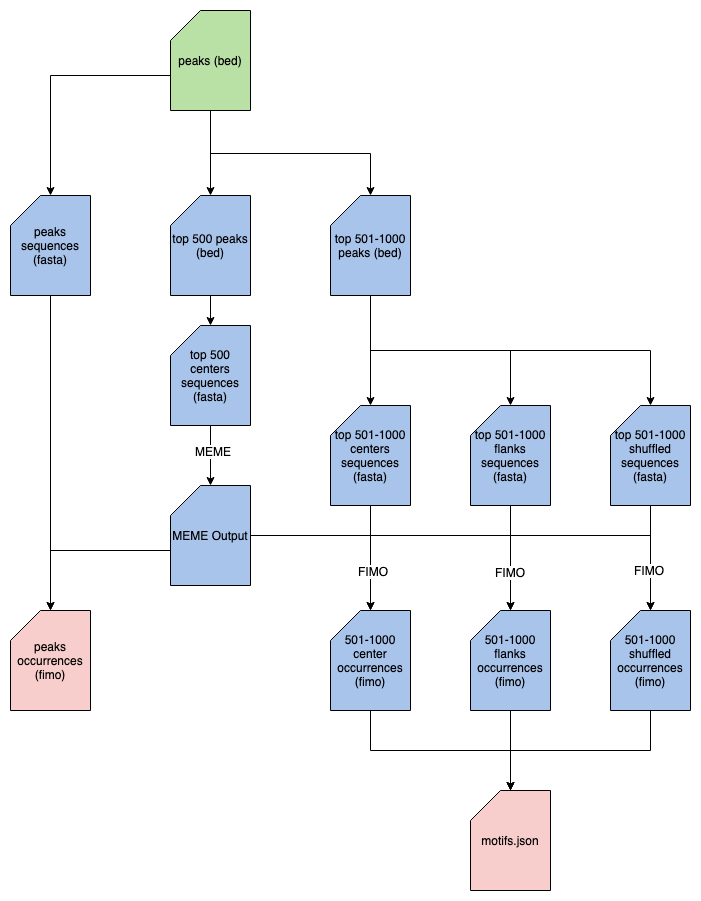 peaks (bed)
peaks
sequences
(fasta)
top 500 peaks
(bed)
top 501-1000
peaks (bed)
top 500
centers
sequences
(fasta)
MEME
top 501-1000
centers
sequences
(fasta)
top 501-1000
flanks
sequences
(fasta)
top 501-1000
shuffled
sequences
(fasta)
MEME Output
FIMO
FIMO
FIMO
peaks
occurrences
(fimo)
501-1000
center
occurrences
(fimo)
501-1000
flanks
occurrences
(fimo)
501-1000
shuffled
occurrences
(fimo)
motifs.json